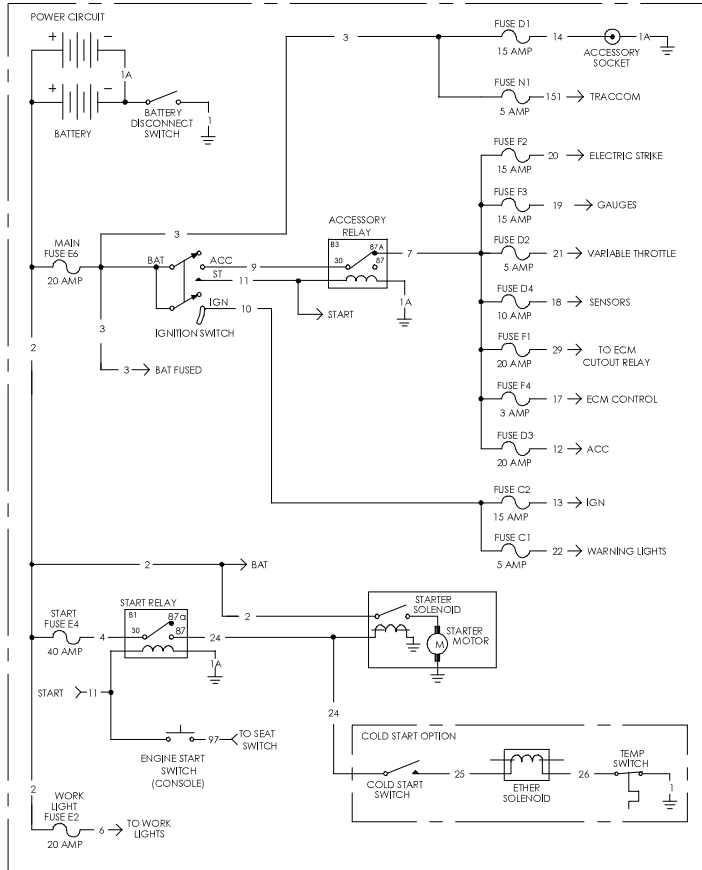 POWER CIRCUIT
+ −
1A
+ −
BATTERY
BATTERY
DISCONNECT
SWITCH
1
3
FUSE D1
15 AMP
14
1A
ACCESSORY
SOCKET
FUSE N1
5 AMP
151
TRACCOM
FUSE F2
15 AMP
20
ELECTRIC STRIKE
FUSE F3
15 AMP
19
GAUGES
MAIN
FUSE E6
20 AMP
3
BAT
ACC
ST
IGN
9
11
10
IGNITION SWITCH
ACCESSORY
RELAY
B3
87A
30
87
7
1A
START
FUSE D2
5 AMP
21
VARIABLE THROTTLE
FUSE D4
10 AMP
18
SENSORS
2
3
3
BAT FUSED
FUSE F1
20 AMP
29
TO ECM
CUTOUT RELAY
FUSE F4
3 AMP
17
ECM CONTROL
FUSE D3
20 AMP
12
ACC
FUSE C2
15 AMP
13
IGN
FUSE C1
5 AMP
22
WARNING LIGHTS
2
BAT
START
FUSE E4
40 AMP
4
START RELAY
B1
87a
30
87
24
1A
2
STARTER
SOLENOID
M
STARTER
MOTOR
START
11
ENGINE START
SWITCH
(CONSOLE)
97
TO SEAT
SWITCH
24
COLD START OPTION
COLD START
SWITCH
25
ETHER
SOLENOID
26
TEMP
SWITCH
1
2
WORK
LIGHT
FUSE E2
20 AMP
6
TO WORK
LIGHTS